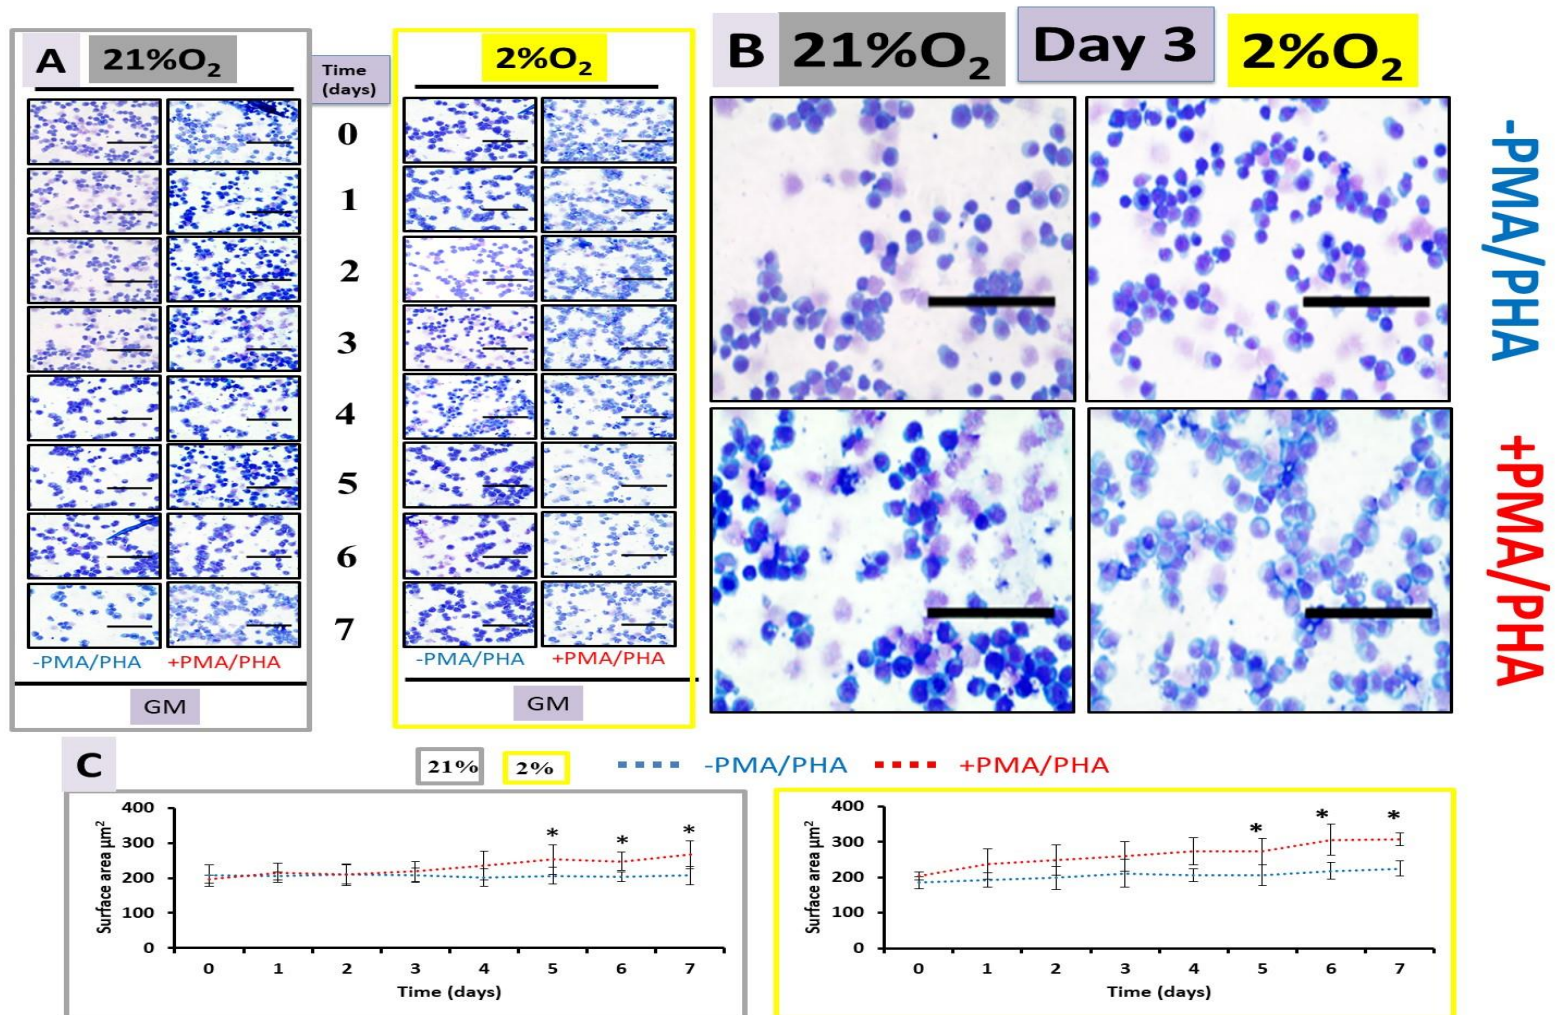 A
21%O₂
Time
(days)
2%O₂
0
1
2
3
4
5
6
7
-PMA/PHA
+PMA/PHA
-PMA/PHA
+PMA/PHA
GM
GM
B
21%O₂
Day 3
2%O₂
-PMA/PHA
+PMA/PHA
C
21%
2%
-PMA/PHA
+PMA/PHA
Surface area µm²
400
300
200
100
0
* * *
0 1 2 3 4 5 6 7
Time (days)
Surface area µm²
400
300
200
100
0
* * *
0 1 2 3 4 5 6 7
Time (days)